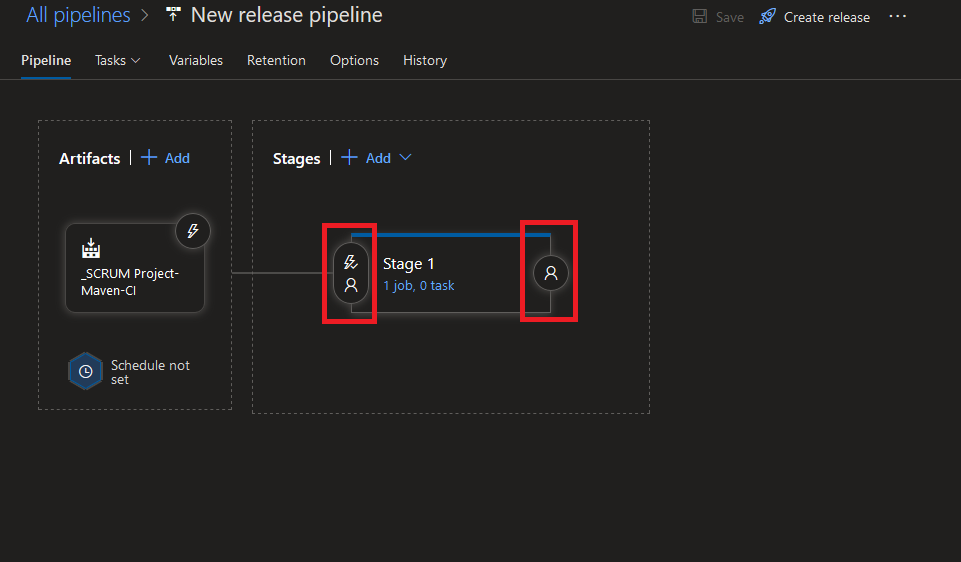 All pipelines > New release pipeline
Save Create release ...
Pipeline Tasks Variables Retention Options History
Artifacts | + Add
Stages | + Add
_SCRUM Project-
Maven-CI
Stage 1
1 job, 0 task
Schedule not
set